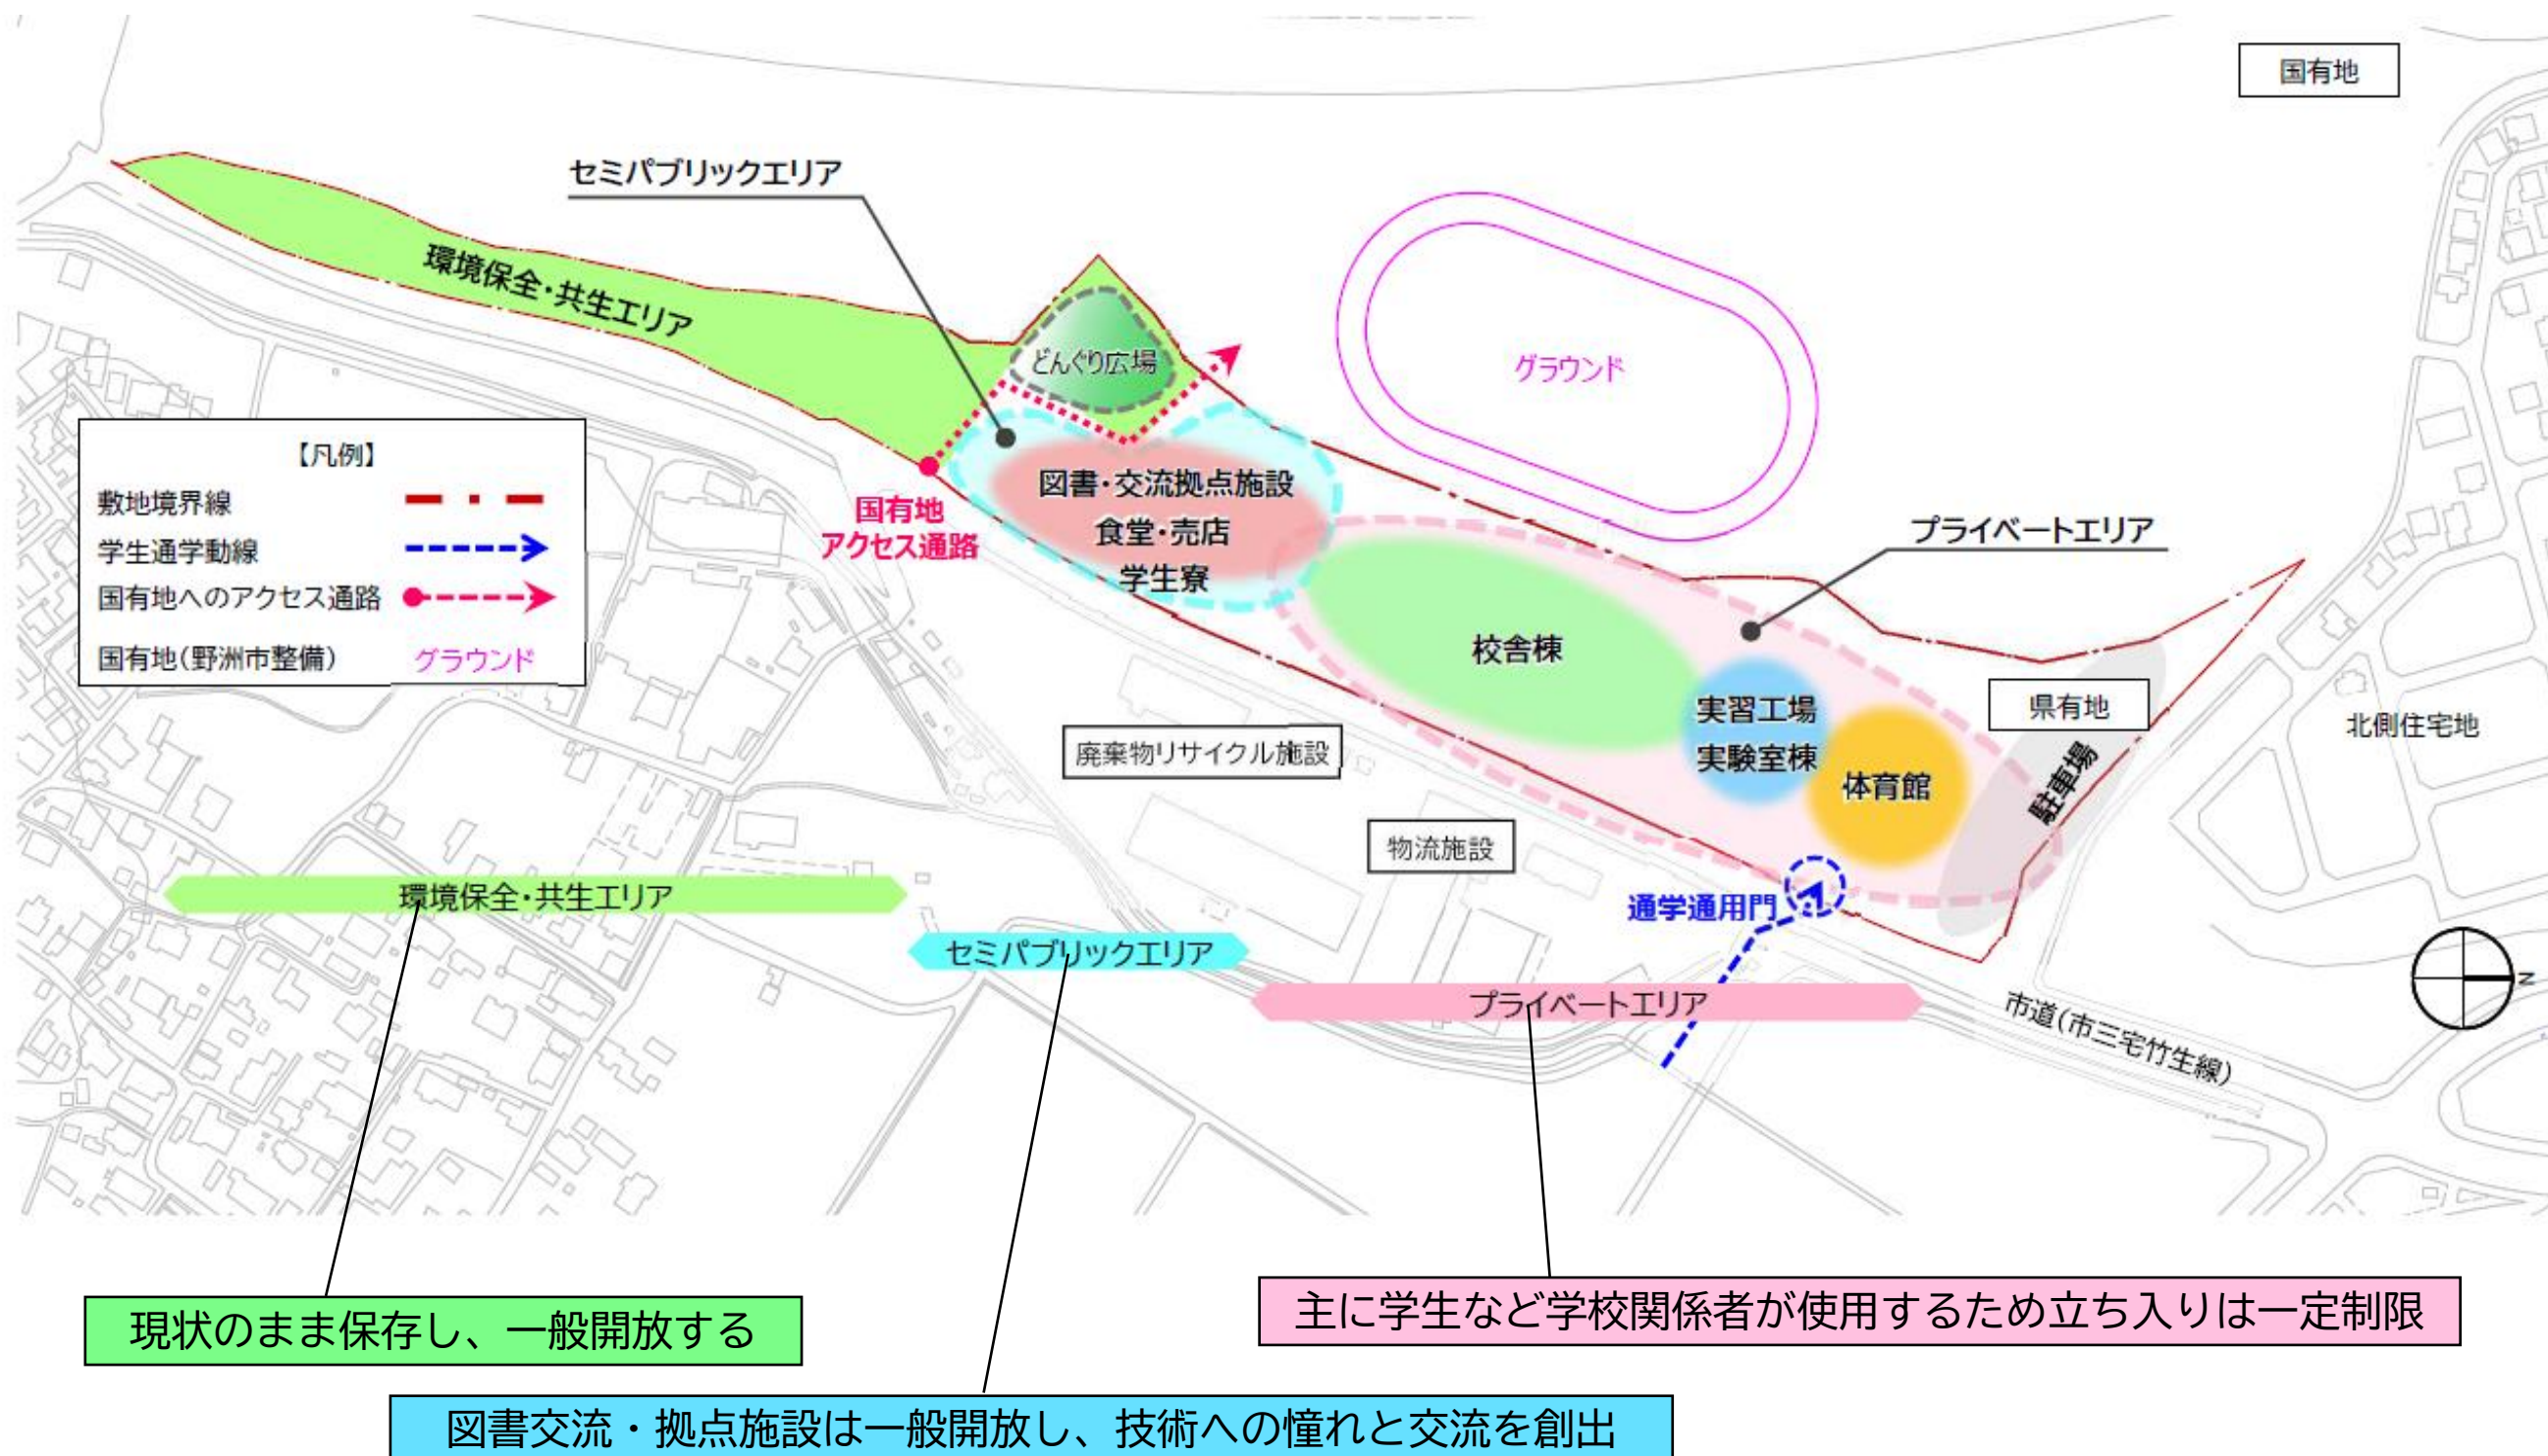 国有地
セミパブリックエリア
環境保全・共生エリア
どんぐり広場
グラウンド
【凡例】
敷地境界線
学生通学動線
国有地へのアクセス通路
国有地(野洲市整備)
グラウンド
国有地
アクセス通路
図書・交流拠点施設
食堂・売店
学生寮
プライベートエリア
校舎棟
実習工場
実験室棟
体育館
県有地
駐車場
北側住宅地
廃棄物リサイクル施設
物流施設
通学通用門
環境保全・共生エリア
セミパブリックエリア
プライベートエリア
市道(市三宅竹生線)
N
現状のまま保存し、一般開放する
主に学生など学校関係者が使用するため立ち入りは一定制限
図書交流・拠点施設は一般開放し、技術への憧れと交流を創出